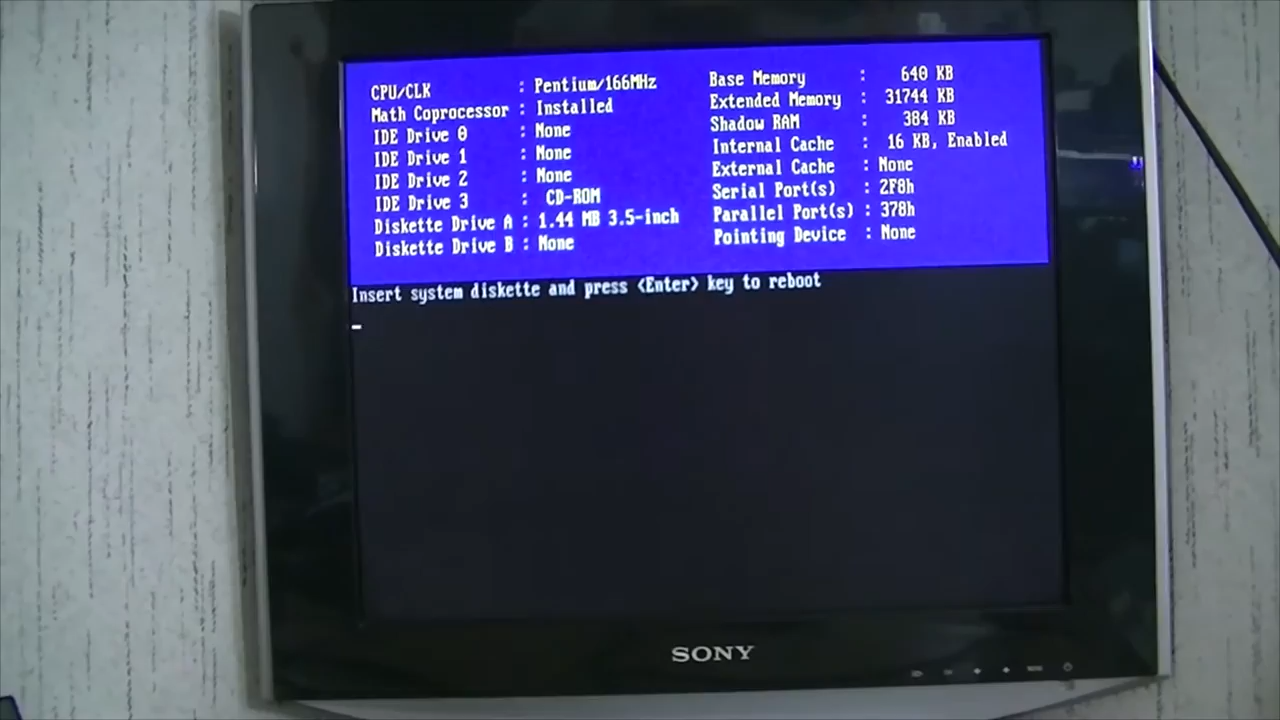 CPU/CLK : Pentium/166MHz
Math Coprocessor : Installed
IDE Drive 0 : None
IDE Drive 1 : None
IDE Drive 2 : None
IDE Drive 3 : CD-ROM
Diskette Drive A : 1.44 MB 3.5-inch
Diskette Drive B : None
Base Memory : 640 KB
Extended Memory : 31744 KB
Shadow RAM : 384 KB
Internal Cache : 16 KB, Enabled
External Cache : None
Serial Port(s) : 2F8h
Parallel Port(s) : 378h
Pointing Device : None
Insert system diskette and press <Enter> key to reboot
SONY